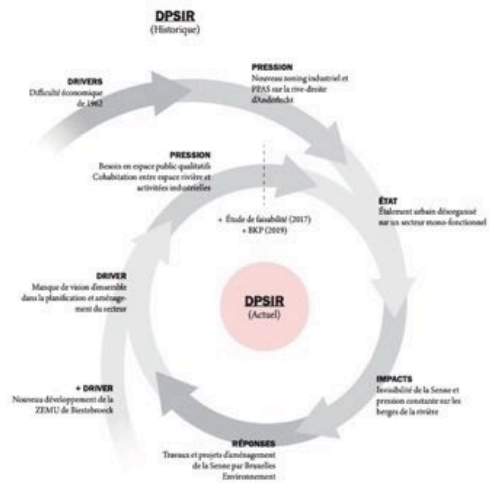 DPSIR
(Historique)
DRIVERS
Difficulté économique
de 1962
PRESSION
Nouveau zoning industriel et
PPAS sur la rive-droite
d'Anderlecht
PRESSION
Besoin en espace public qualitatifs
Cohabitation entre espace rivière et
activitées industrielles
+ Étude de faisabilité (2017)
+ BKP (2019)
ÉTAT
Étalement urbain désorganisé
sur un secteur mono-fonctionnel
DRIVER
Manque de vision d'ensemble
dans la planification et aménage-
ment du secteur
DPSIR
(Actuel)
+ DRIVER
Nouveau développement de la
ZEMU de Biestebroeck
IMPACTS
Invisibilité de la Senne et
pression constante sur les
berges de la rivière
RÉPONSES
Travaux et projets d'aménagement
de la Senne par Bruxelles
Environnement